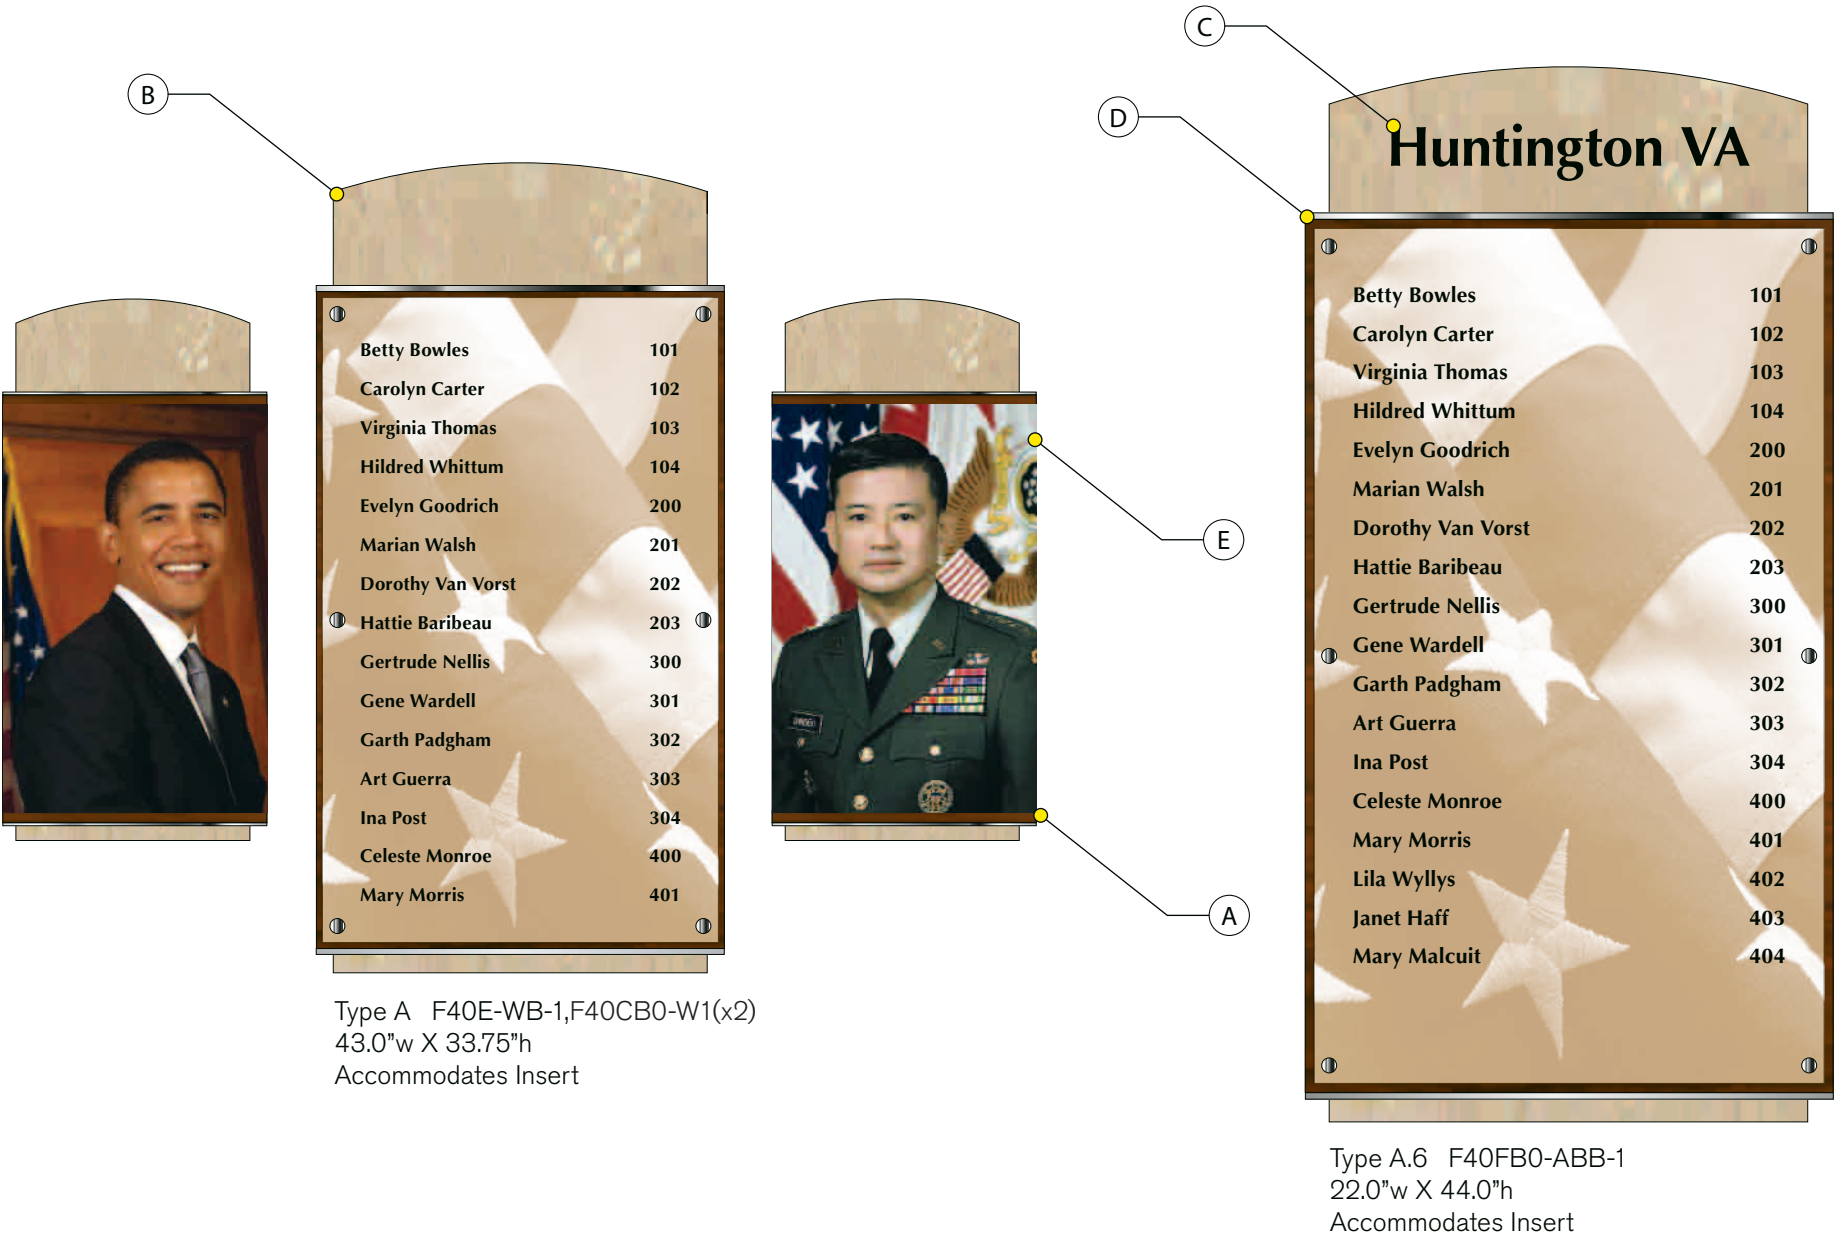 C
B
D
Huntington VA
Betty Bowles 101
Carolyn Carter 102
Virginia Thomas 103
Hildred Whittum 104
Evelyn Goodrich 200
Marian Walsh 201
Dorothy Van Vorst 202
Hattie Baribeau 203
Gertrude Nellis 300
Gene Wardell 301
Garth Padgham 302
Art Guerra 303
Ina Post 304
Celeste Monroe 400
Mary Morris 401
E
A
Type A F40E-WB-1,F40CB0-W1(x2)
43.0”w X 33.75”h
Accommodates Insert
Betty Bowles 101
Carolyn Carter 102
Virginia Thomas 103
Hildred Whittum 104
Evelyn Goodrich 200
Marian Walsh 201
Dorothy Van Vorst 202
Hattie Baribeau 203
Gertrude Nellis 300
Gene Wardell 301
Garth Padgham 302
Art Guerra 303
Ina Post 304
Celeste Monroe 400
Mary Morris 401
Lila Wyllys 402
Janet Haff 403
Mary Malcuit 404
Type A.6 F40FB0-ABB-1
22.0”w X 44.0”h
Accommodates Insert